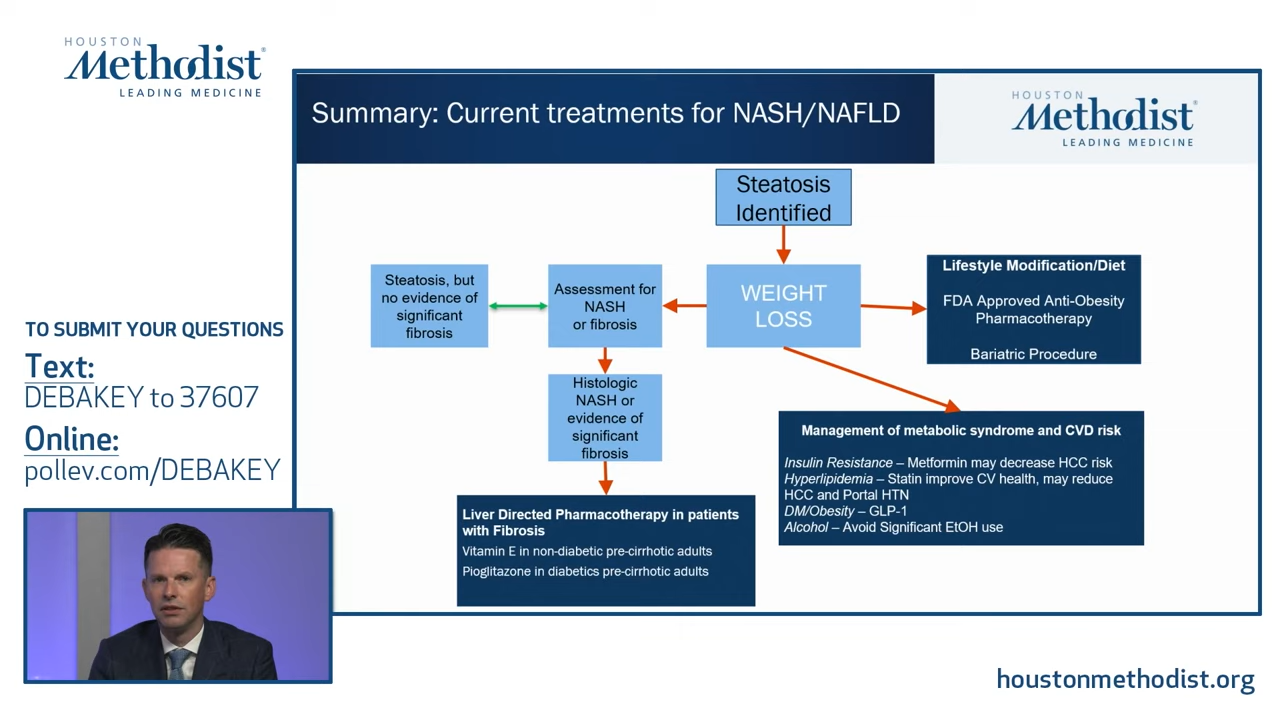 HOUSTON
Methodist®
LEADING MEDICINE
Summary: Current treatments for NASH/NAFLD
HOUSTON
Methodist®
LEADING MEDICINE
Steatosis
Identified
Steatosis, but
no evidence of
significant
fibrosis
Assessment for
NASH
or fibrosis
WEIGHT
LOSS
Lifestyle Modification/Diet
FDA Approved Anti-Obesity
Pharmacotherapy
Bariatric Procedure
Histologic
NASH or
evidence of
significant
fibrosis
Management of metabolic syndrome and CVD risk
Insulin Resistance – Metformin may decrease HCC risk
Hyperlipidemia – Statin improve CV health, may reduce
HCC and Portal HTN
DM/Obesity – GLP-1
Alcohol – Avoid Significant EtOH use
Liver Directed Pharmacotherapy in patients
with Fibrosis
Vitamin E in non-diabetic pre-cirrhotic adults
Pioglitazone in diabetics pre-cirrhotic adults
TO SUBMIT YOUR QUESTIONS
Text:
DEBAKEY to 37607
Online:
pollev.com/DEBAKEY
houstonmethodist.org